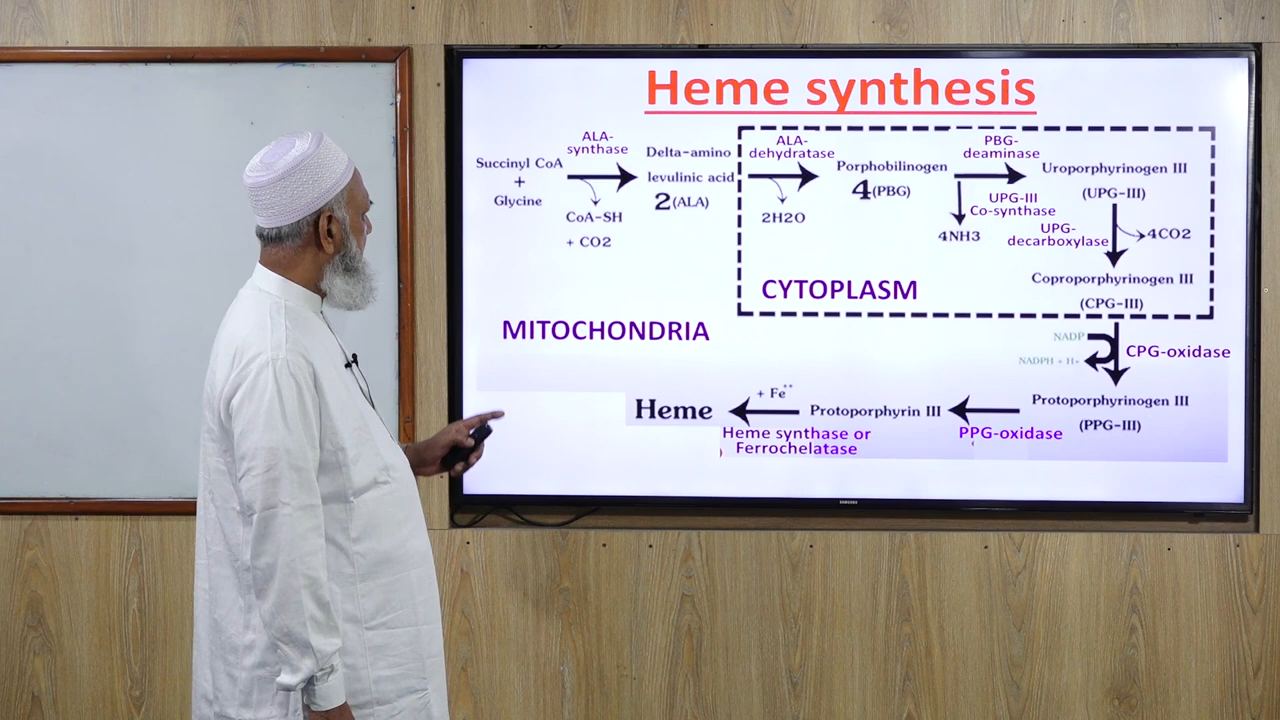 Heme synthesis
Succinyl CoA
+
Glycine
ALA-
synthase
CoA-SH
+ CO2
Delta-amino
levulinic acid
2(ALA)
ALA-
dehydratase
2H2O
Porphobilinogen
4(PBG)
PBG-
deaminase
UPG-III
Co-synthase
4NH3
Uroporphyrinogen III
(UPG-III)
UPG-
decarboxylase
4CO2
Coproporphyrinogen III
(CPG-III)
CYTOPLASM
MITOCHONDRIA
NADP
NADPH + H+
CPG-oxidase
Protoporphyrinogen III
(PPG-III)
PPG-oxidase
Protoporphyrin III
+ Fe++
Heme synthase or
Ferrochelatase
Heme
SAMSUNG